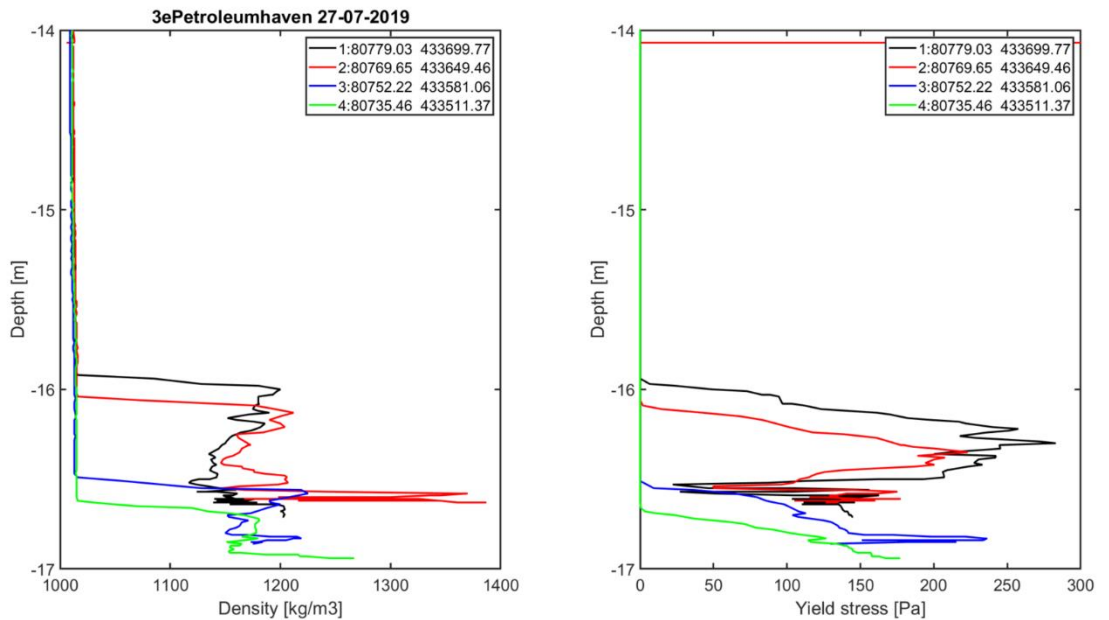 3ePetroleumhaven 27-07-2019
-14
-15
-16
-17
Depth [m]
1:80779.03 433699.77
2:80769.65 433649.46
3:80752.22 433581.06
4:80735.46 433511.37
1000 1100 1200 1300 1400
Density [kg/m3]
-14
-15
-16
-17
Depth [m]
1:80779.03 433699.77
2:80769.65 433649.46
3:80752.22 433581.06
4:80735.46 433511.37
0 50 100 150 200 250 300
Yield stress [Pa]